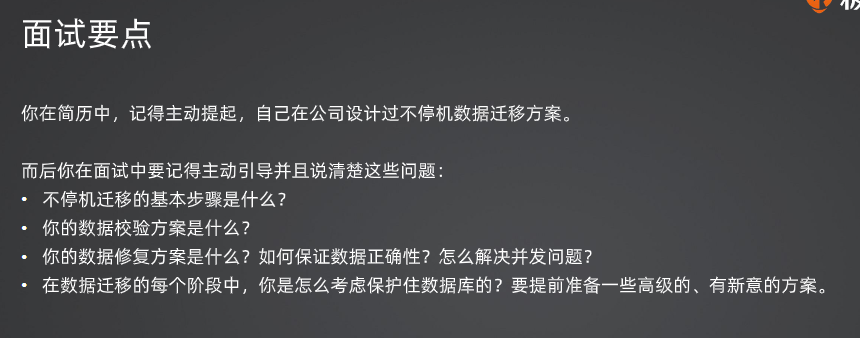 面试要点
你在简历中，记得主动提起，自己在公司设计过不停机数据迁移方案。
而后你在面试中要记得主动引导并且说清楚这些问题：
• 不停机迁移的基本步骤是什么？
• 你的数据校验方案是什么？
• 你的数据修复方案是什么？如何保证数据正确性？怎么解决并发问题？
• 在数据迁移的每个阶段中，你是怎么考虑保护住数据库的？要提前准备一些高级的、有新意的方案。